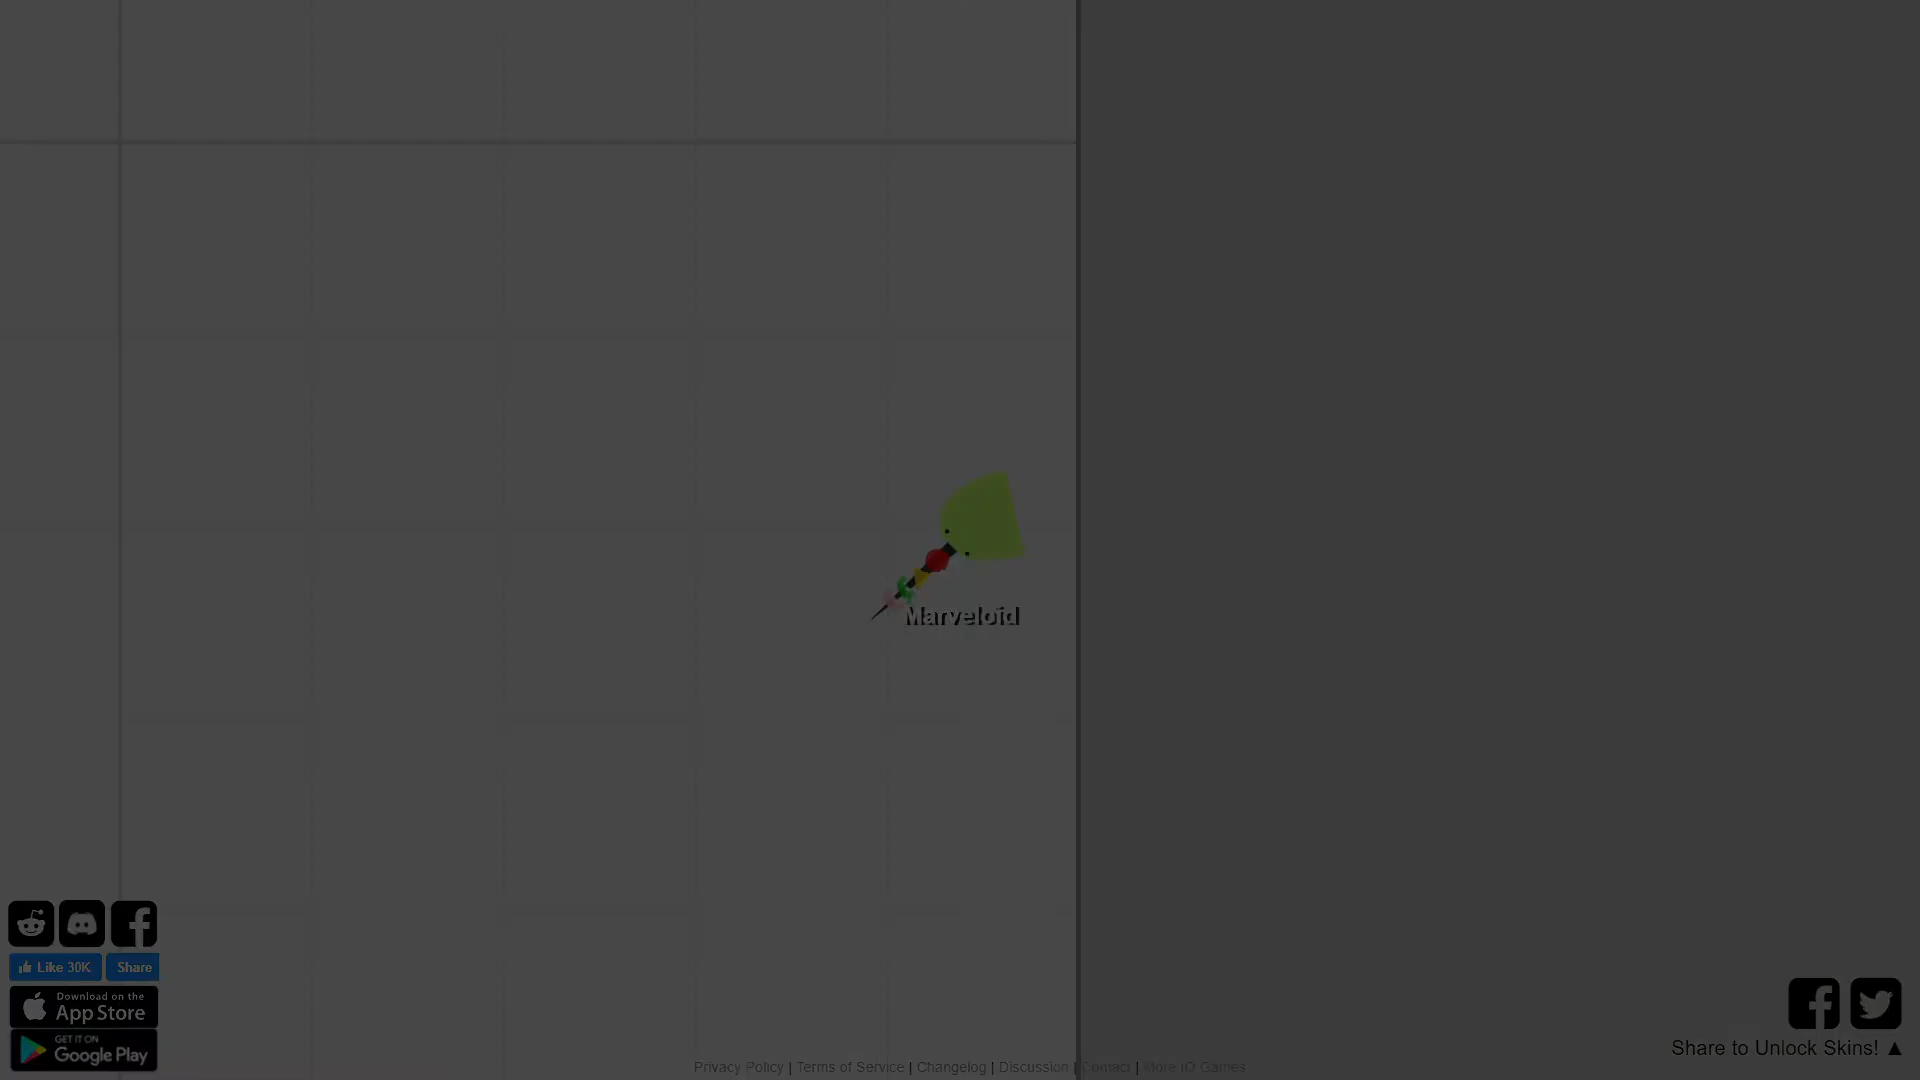 Marveloid
Like 30K Share
Download on the
App Store
GET IT ON
Google Play
Share to Unlock Skins! ▲
Privacy Policy | Terms of Service | Changelog | Discussion | Contact | More IO Games